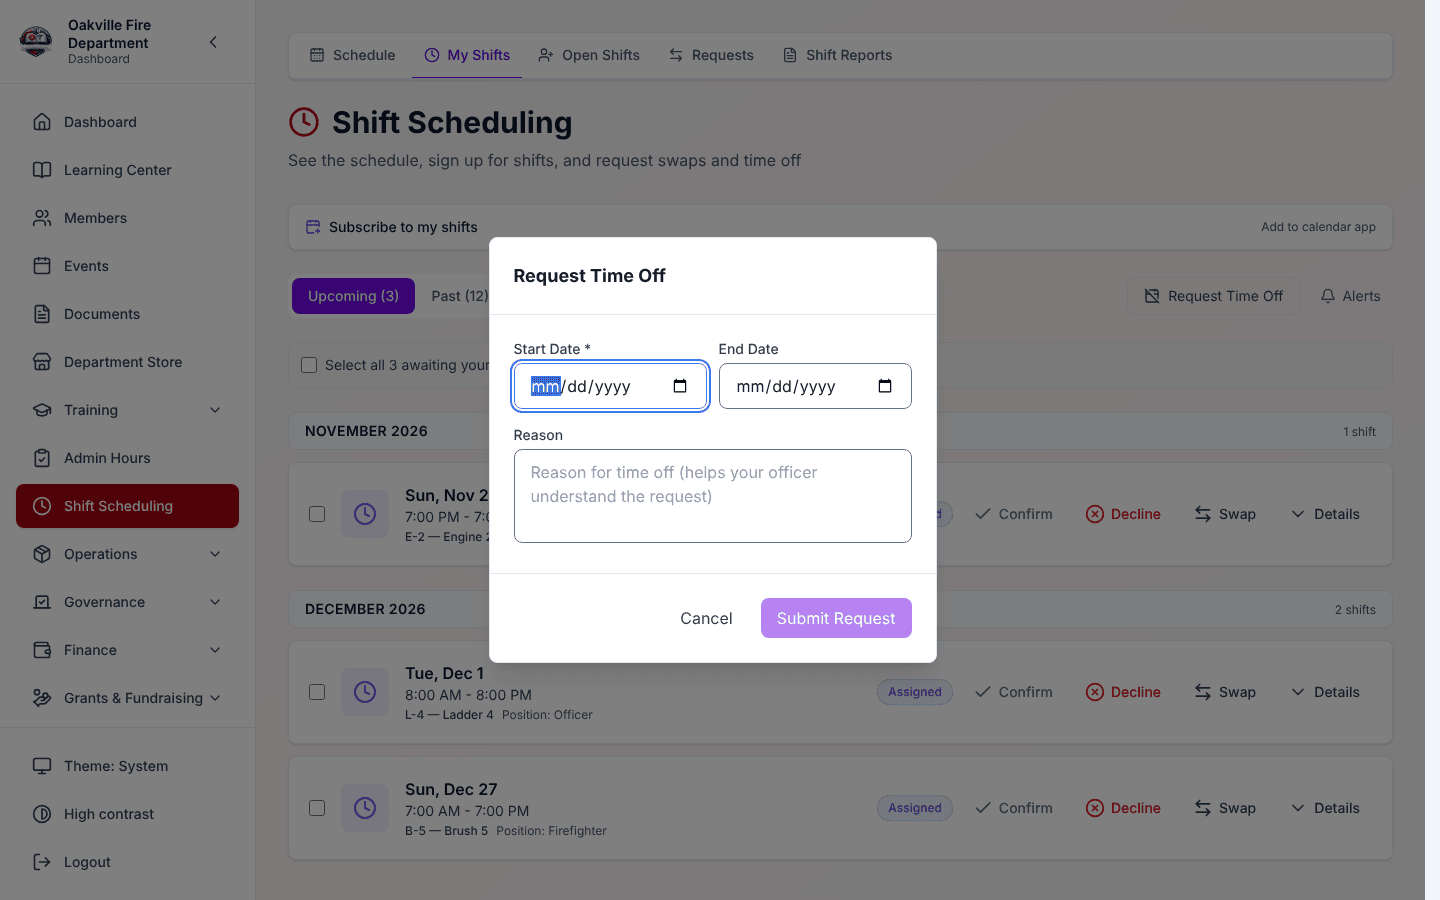 Oakville Fire
Department
Dashboard
Dashboard
Learning Center
Members
Events
Documents
Department Store
Training
Admin Hours
Shift Scheduling
Operations
Governance
Finance
Grants & Fundraising
Theme: System
High contrast
Logout
Schedule
My Shifts
Open Shifts
Requests
Shift Reports
Shift Scheduling
See the schedule, sign up for shifts, and request swaps and time off
Subscribe to my shifts
Add to calendar app
Upcoming (3)
Past (12)
Request Time Off
Alerts
Select all 3 awaiting your
NOVEMBER 2026
1 shift
Sun, Nov 2
7:00 PM - 7:0
E-2 — Engine 2
Confirm
Decline
Swap
Details
DECEMBER 2026
2 shifts
Tue, Dec 1
8:00 AM - 8:00 PM
L-4 — Ladder 4 Position: Officer
Assigned
Confirm
Decline
Swap
Details
Sun, Dec 27
7:00 AM - 7:00 PM
B-5 — Brush 5 Position: Firefighter
Assigned
Confirm
Decline
Swap
Details
Request Time Off
Start Date *
End Date
mm/dd/yyyy
mm/dd/yyyy
Reason
Reason for time off (helps your officer
understand the request)
Cancel
Submit Request